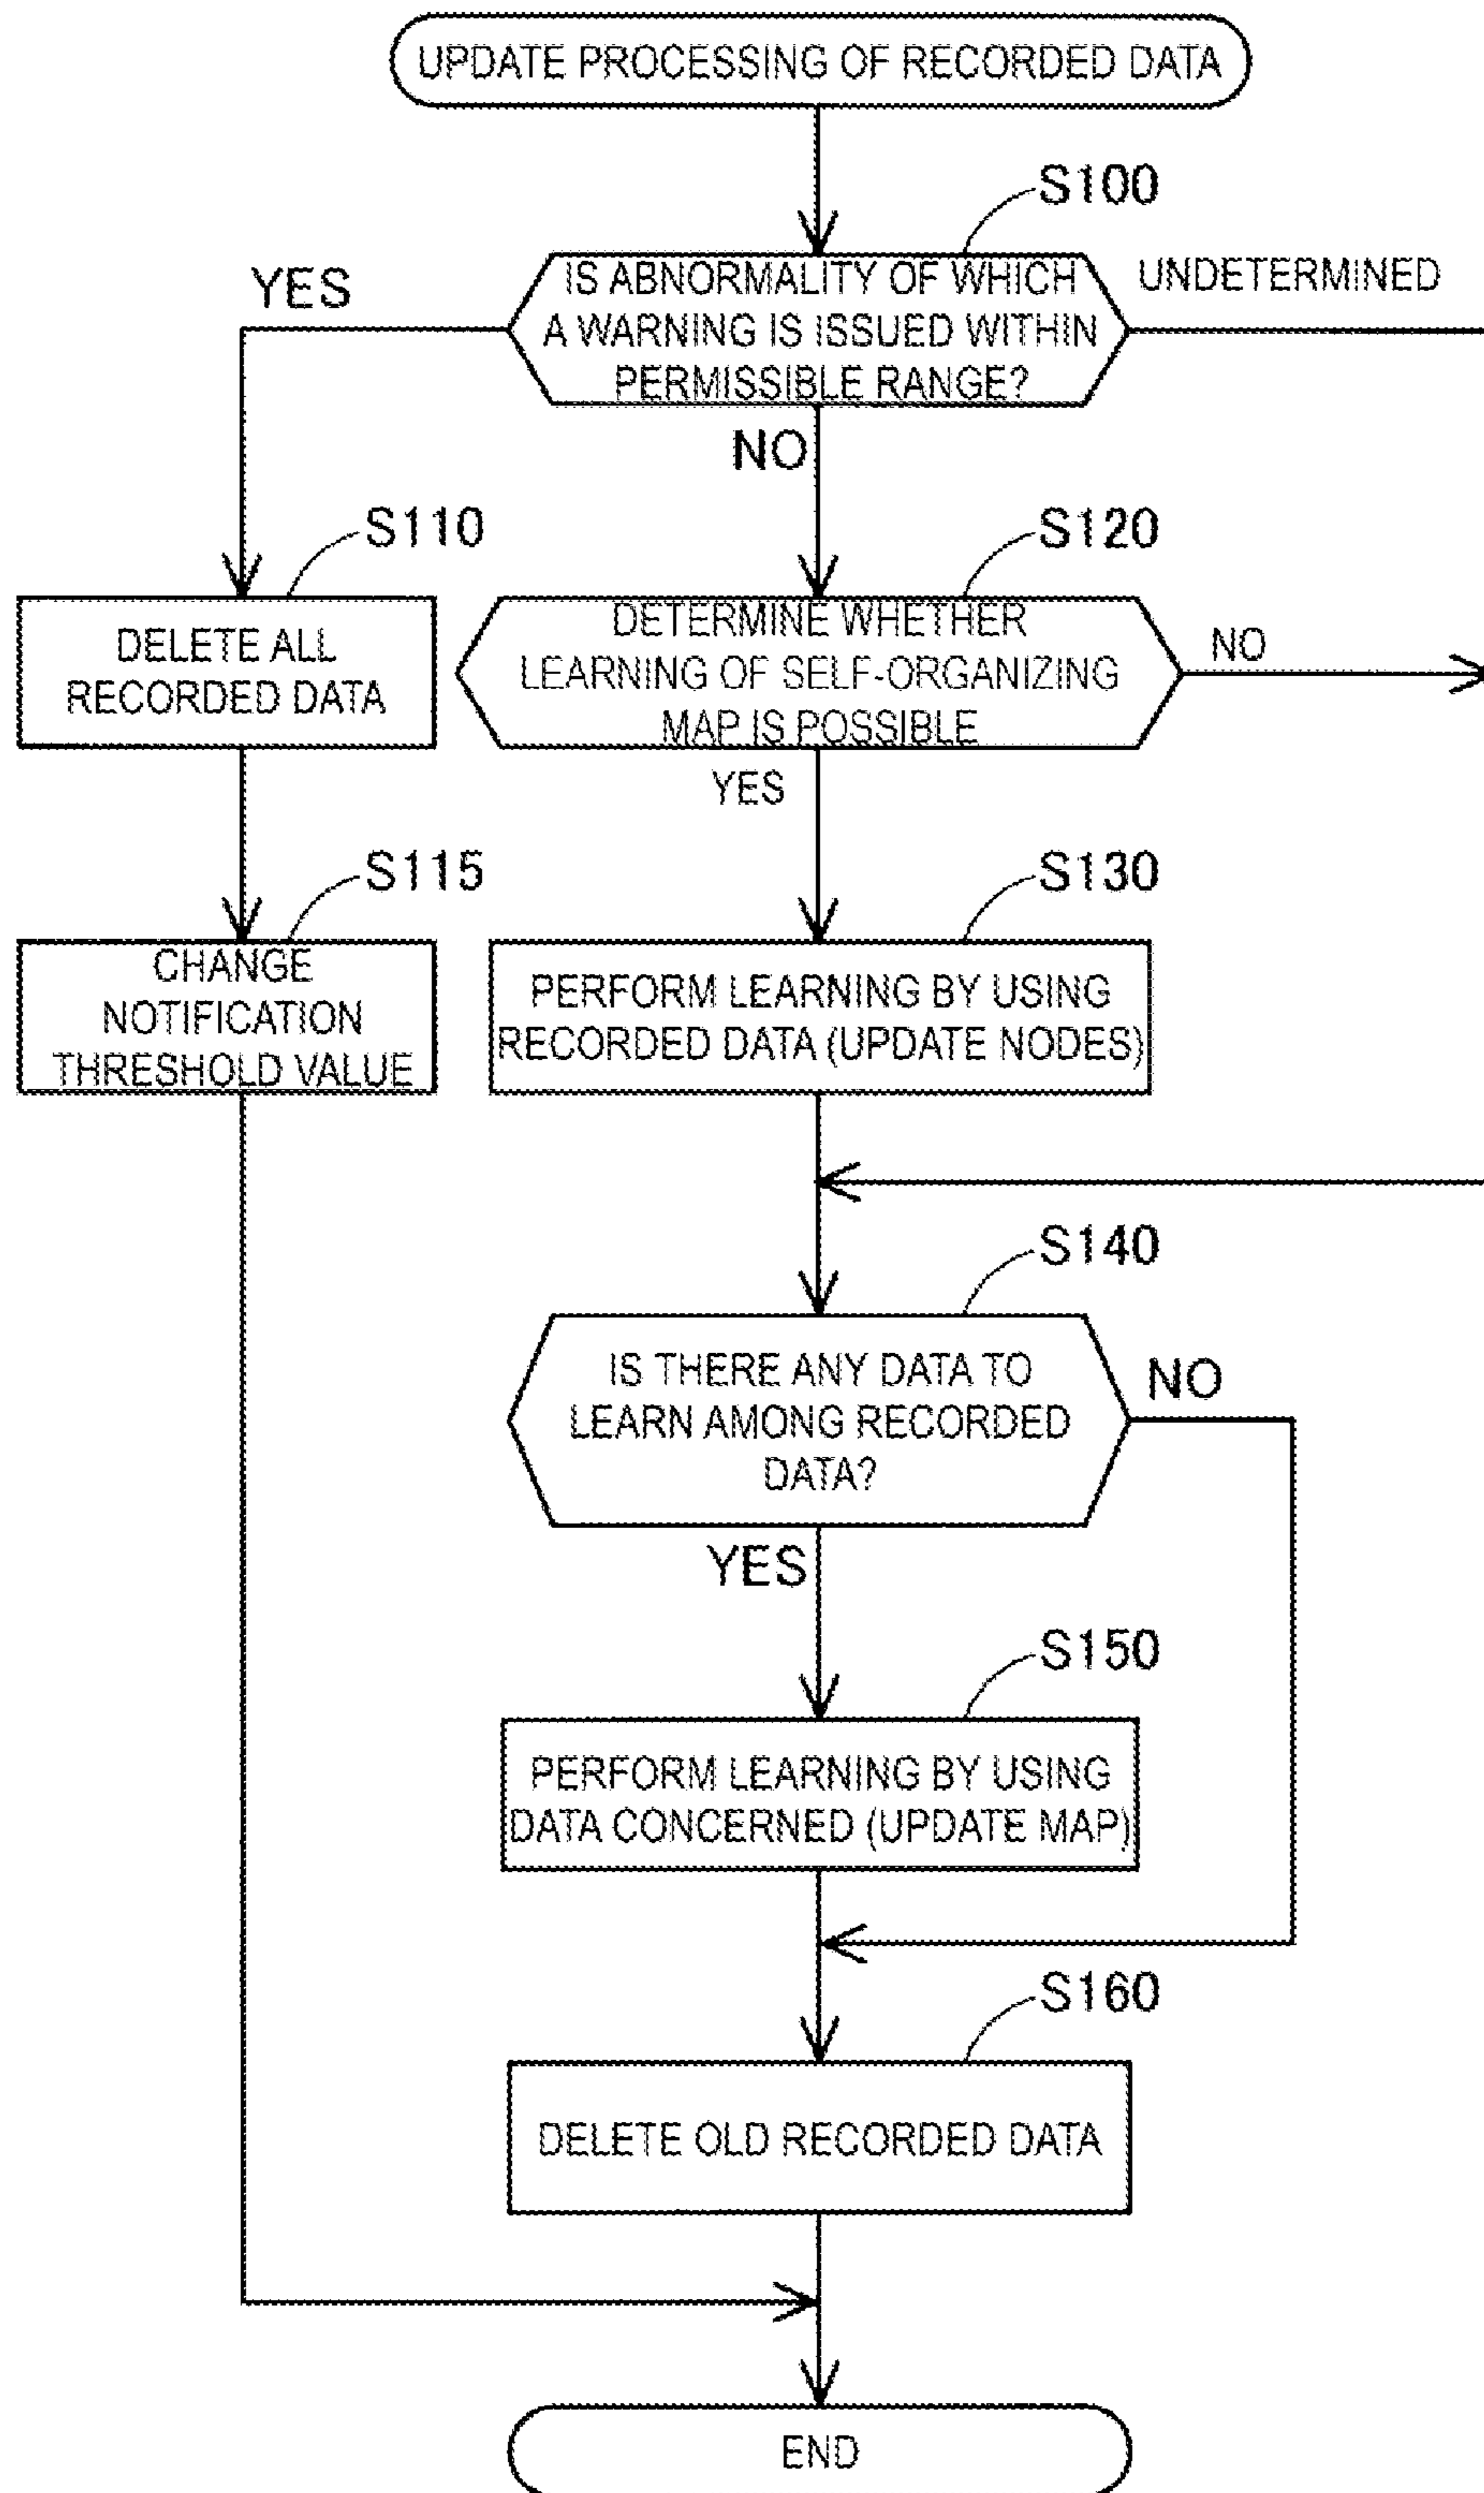 UPDATE PROCESSING OF RECORDED DATA
S100
YES
IS ABNORMALITY OF WHICH
A WARNING IS ISSUED WITHIN
PERMISSIBLE RANGE?
UNDETERMINED
NO
S110
S120
DELETE ALL
RECORDED DATA
DETERMINE WHETHER
LEARNING OF SELF-ORGANIZING
MAP IS POSSIBLE
NO
YES
S115
S130
CHANGE
NOTIFICATION
THRESHOLD VALUE
PERFORM LEARNING BY USING
RECORDED DATA (UPDATE NODES)
S140
IS THERE ANY DATA TO
LEARN AMONG RECORDED
DATA?
NO
YES
S150
PERFORM LEARNING BY USING
DATA CONCERNED (UPDATE MAP)
S160
DELETE OLD RECORDED DATA
END